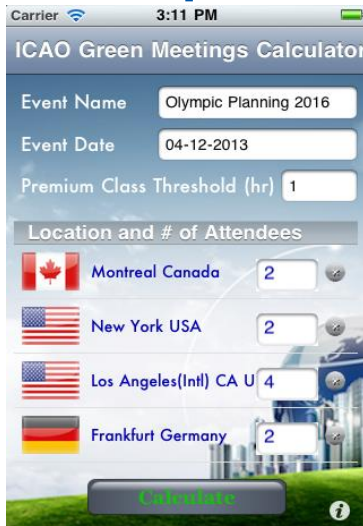 Carrier 3:11 PM
ICAO Green Meetings Calculator
Event Name Olympic Planning 2016
Event Date 04-12-2013
Premium Class Threshold (hr) 1
Location and # of Attendees
Montreal Canada 2
New York USA 2
Los Angeles(Intl) CA U 4
Frankfurt Germany 2
Calculate
i